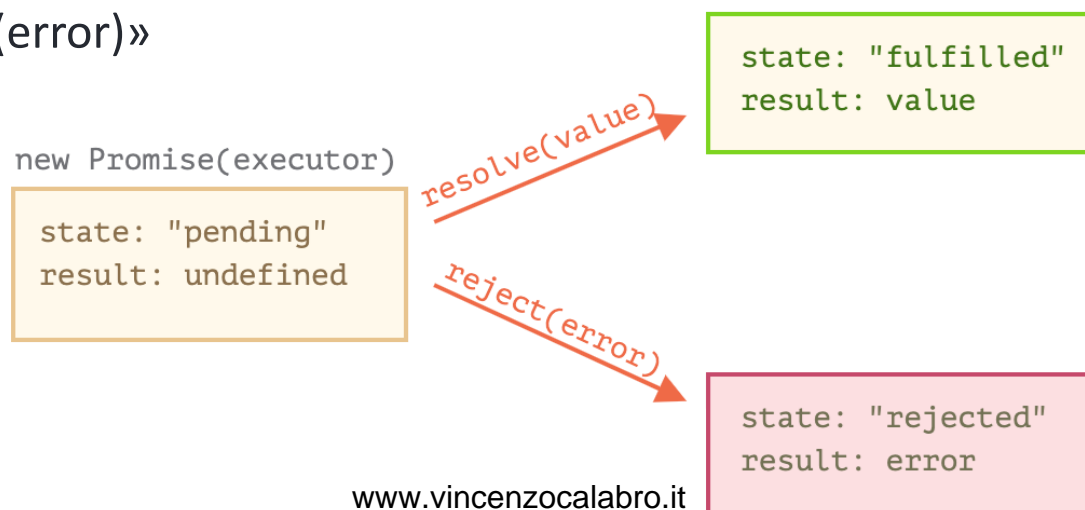 (error)»
new Promise(executor)
state: "pending"
result: undefined
resolve(value)
state: "fulfilled"
result: value
reject(error)
state: "rejected"
result: error
www.vincenzocalabro.it